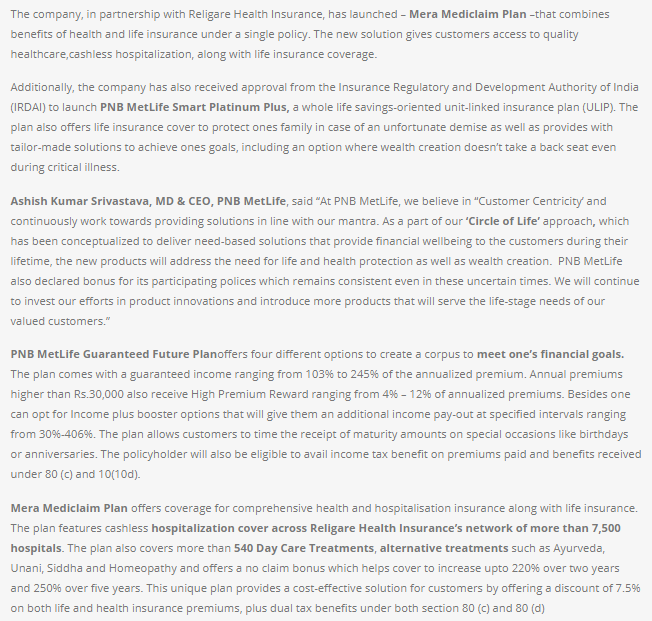 The company, in partnership with Religare Health Insurance, has launched – Mera Mediclaim Plan –that combines
benefits of health and life insurance under a single policy. The new solution gives customers access to quality
healthcare,cashless hospitalization, along with life insurance coverage.
Additionally, the company has also received approval from the Insurance Regulatory and Development Authority of India
(IRDAI) to launch PNB MetLife Smart Platinum Plus, a whole life savings-oriented unit-linked insurance plan (ULIP). The
plan also offers life insurance cover to protect ones family in case of an unfortunate demise as well as provides with
tailor-made solutions to achieve ones goals, including an option where wealth creation doesn’t take a back seat even
during critical illness.
Ashish Kumar Srivastava, MD & CEO, PNB MetLife, said “At PNB MetLife, we believe in “Customer Centricity’ and
continuously work towards providing solutions in line with our mantra. As a part of our ‘Circle of Life’ approach, which
has been conceptualized to deliver need-based solutions that provide financial wellbeing to the customers during their
lifetime, the new products will address the need for life and health protection as well as wealth creation.  PNB MetLife
also declared bonus for its participating polices which remains consistent even in these uncertain times. We will continue
to invest our efforts in product innovations and introduce more products that will serve the life-stage needs of our
valued customers.”
PNB MetLife Guaranteed Future Planoffers four different options to create a corpus to meet one’s financial goals.
The plan comes with a guaranteed income ranging from 103% to 245% of the annualized premium. Annual premiums
higher than Rs.30,000 also receive High Premium Reward ranging from 4% – 12% of annualized premiums. Besides one
can opt for Income plus booster options that will give them an additional income pay-out at specified intervals ranging
from 30%-406%. The plan allows customers to time the receipt of maturity amounts on special occasions like birthdays
or anniversaries. The policyholder will also be eligible to avail income tax benefit on premiums paid and benefits received
under 80 (c) and 10(10d).
Mera Mediclaim Plan offers coverage for comprehensive health and hospitalisation insurance along with life insurance.
The plan features cashless hospitalization cover across Religare Health Insurance’s network of more than 7,500
hospitals. The plan also covers more than 540 Day Care Treatments, alternative treatments such as Ayurveda,
Unani, Siddha and Homeopathy and offers a no claim bonus which helps cover to increase upto 220% over two years
and 250% over five years. This unique plan provides a cost-effective solution for customers by offering a discount of 7.5%
on both life and health insurance premiums, plus dual tax benefits under both section 80 (c) and 80 (d)